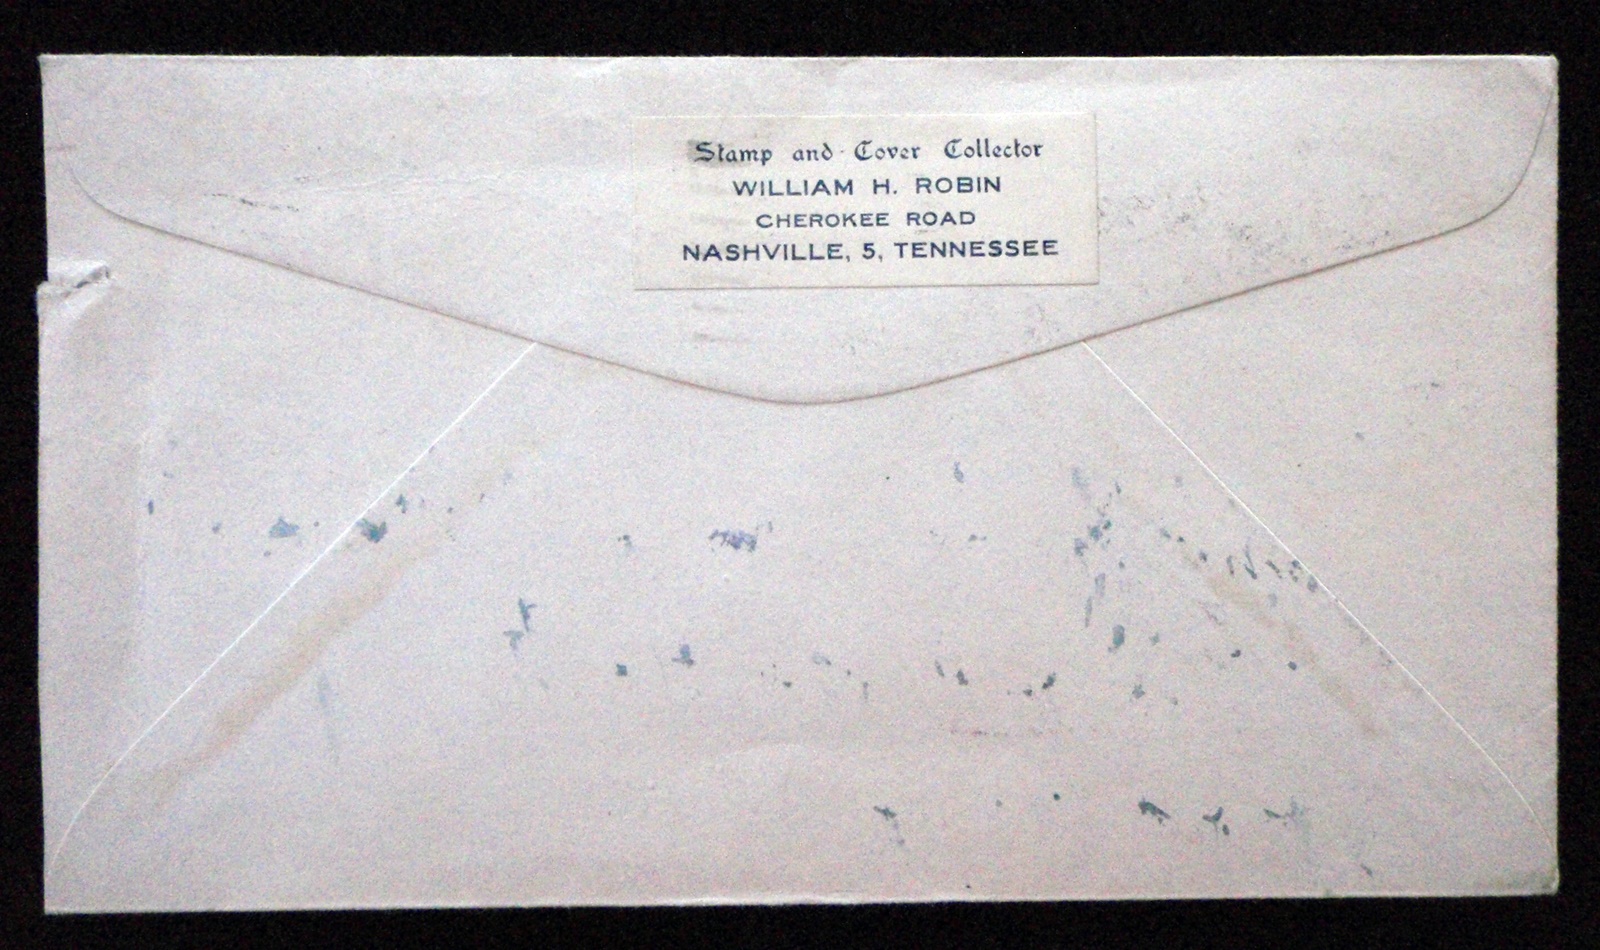 Stamp and Cover Collector
WILLIAM H. ROBIN
CHEROKEE ROAD
NASHVILLE, 5, TENNESSEE